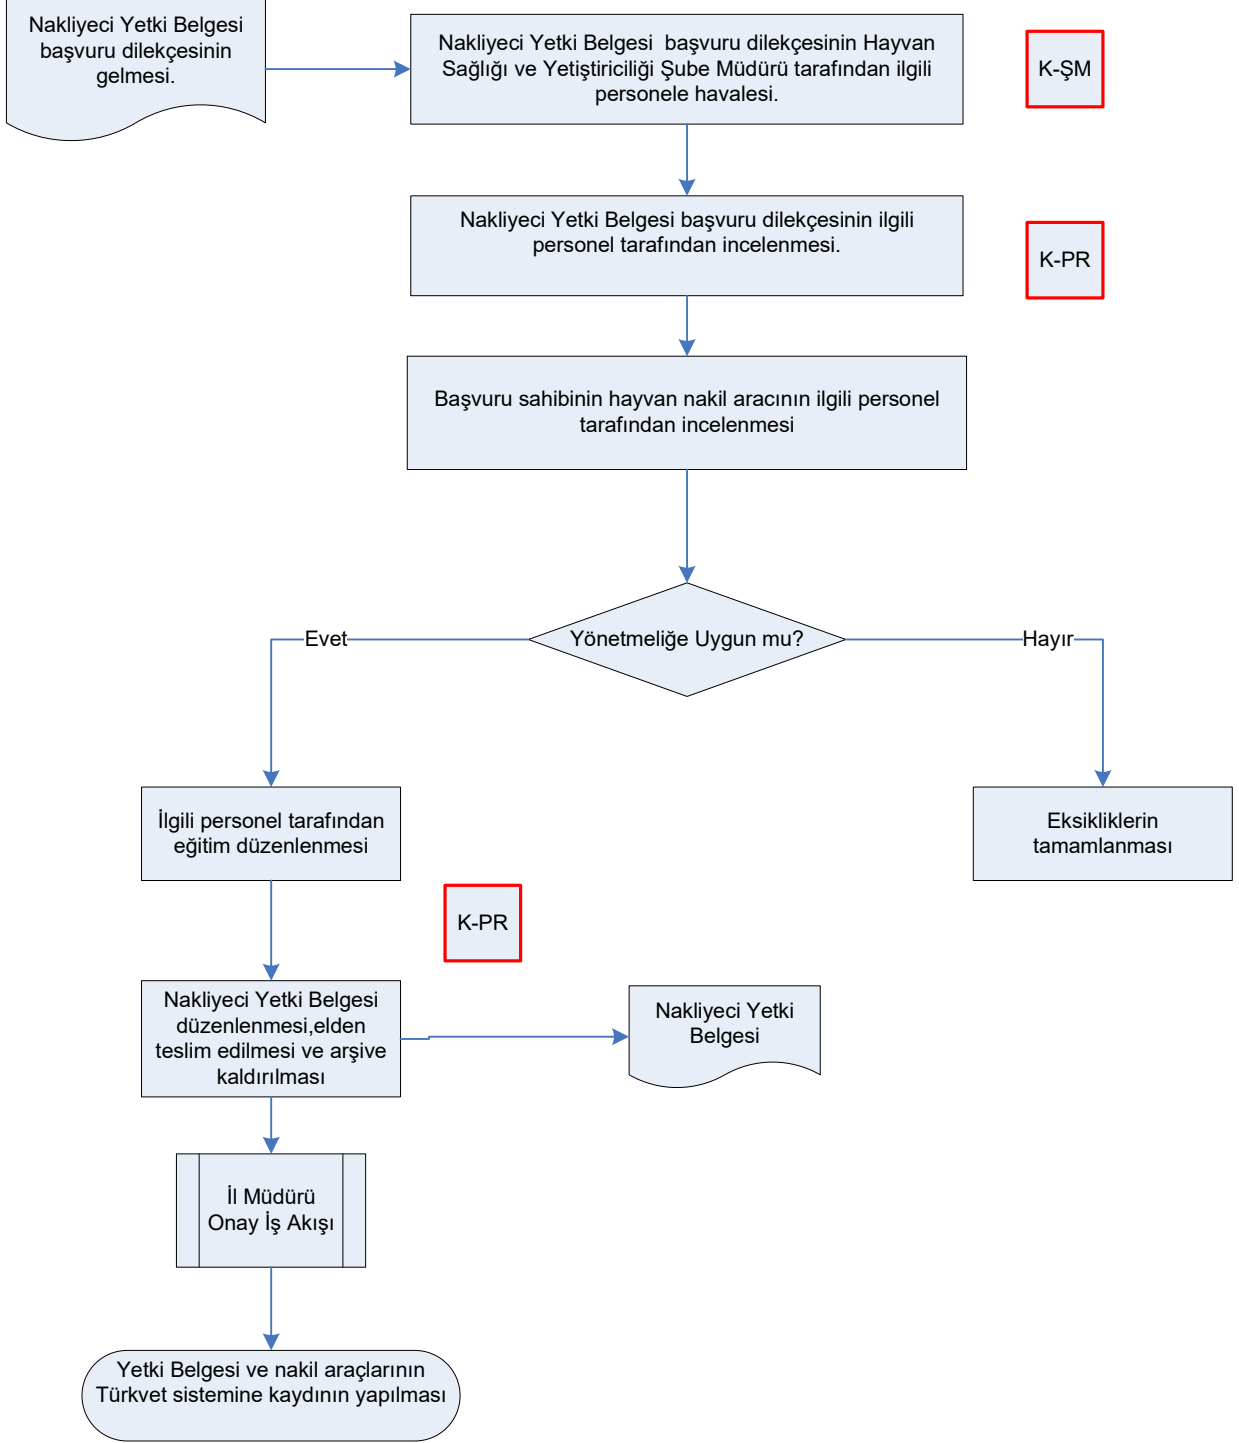 Nakliyeci Yetki Belgesi
başvuru dilekçesinin
gelmesi.
Nakliyeci Yetki Belgesi  başvuru dilekçesinin Hayvan
Sağlığı ve Yetiştiriciliği Şube Müdürü tarafından ilgili
personele havalesi.
K-ŞM
Nakliyeci Yetki Belgesi başvuru dilekçesinin ilgili
personel tarafından incelenmesi.
K-PR
Başvuru sahibinin hayvan nakil aracının ilgili personel
tarafından incelenmesi
Yönetmeliğe Uygun mu?
Evet
Hayır
İlgili personel tarafından
eğitim düzenlenmesi
Eksikliklerin
tamamlanması
K-PR
Nakliyeci Yetki Belgesi
düzenlenmesi,elden
teslim edilmesi ve arşive
kaldırılması
Nakliyeci Yetki
Belgesi
İl Müdürü
Onay İş Akışı
Yetki Belgesi ve nakil araçlarının
Türkvet sistemine kaydının yapılması